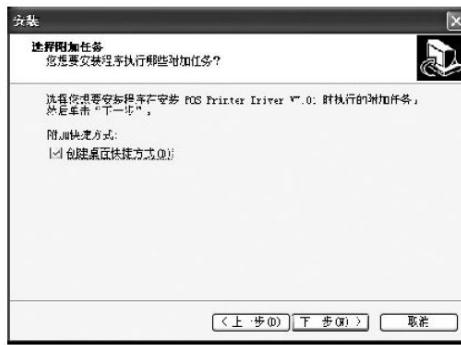 安装
选择附加任务
您想要安装程序执行哪些附加任务？
选择您想要安装程序在安装 POS Printer Driver V7.01 时执行的附加任务，
然后单击“下一步”。
附加快捷方式:
创建桌面快捷方式(D)
<上一步(B) 下一步(N)> 取消